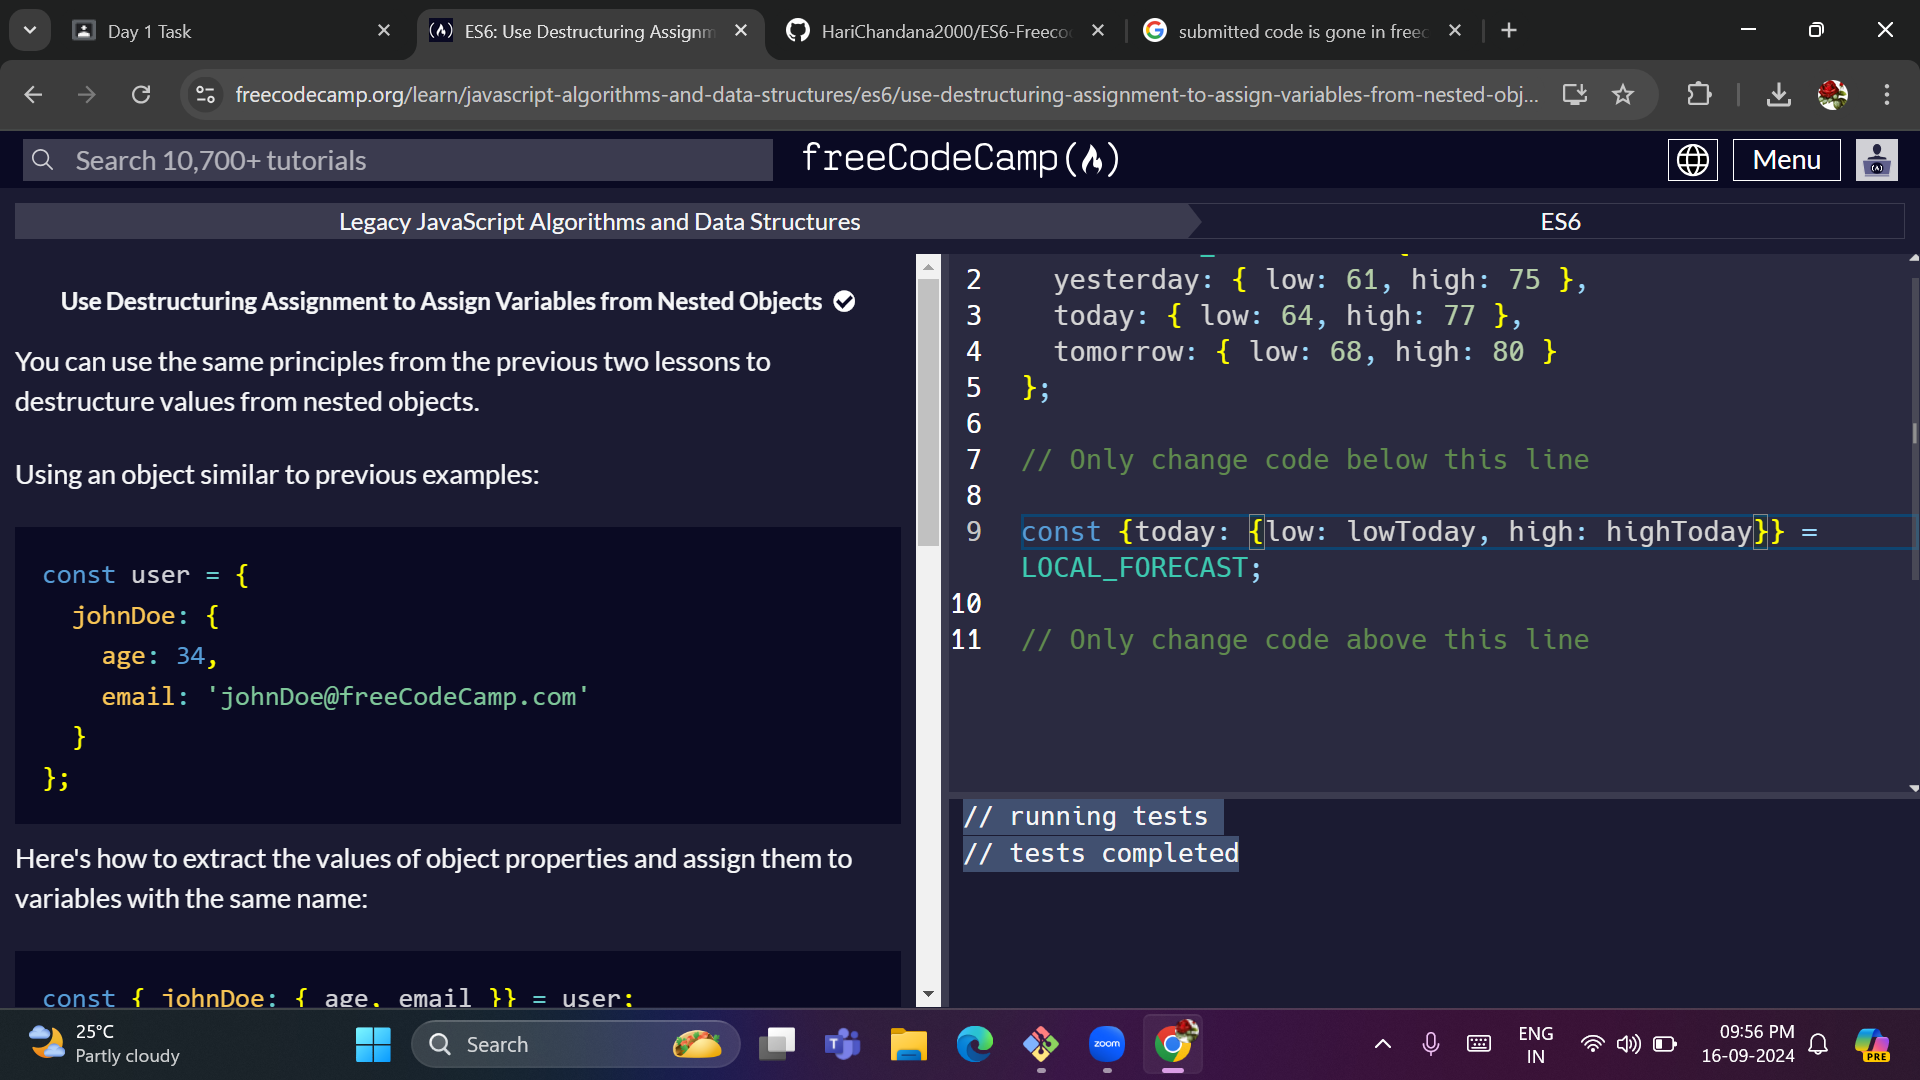 Day 1 Task
ES6: Use Destructuring Assignm
HariChandana2000/ES6-Freeco
submitted code is gone in freec
freecodecamp.org/learn/javascript-algorithms-and-data-structures/es6/use-destructuring-assignment-to-assign-variables-from-nested-obj...
Search 10,700+ tutorials
freeCodeCamp
Menu
Legacy JavaScript Algorithms and Data Structures
ES6
Use Destructuring Assignment to Assign Variables from Nested Objects
You can use the same principles from the previous two lessons to
destructure values from nested objects.
Using an object similar to previous examples:
const user = {
johnDoe: {
age: 34,
email: 'johnDoe@freeCodeCamp.com'
}
};
Here's how to extract the values of object properties and assign them to
variables with the same name:
const { johnDoe: { age, email }} = user;
2 yesterday: { low: 61, high: 75 },
3 today: { low: 64, high: 77 },
4 tomorrow: { low: 68, high: 80 }
5 };
6
7 // Only change code below this line
8
9 const {today: {low: lowToday, high: highToday}} =
LOCAL_FORECAST;
10
11 // Only change code above this line
// running tests
// tests completed
25°C
Partly cloudy
Search
zoom
ENG
IN
09:56 PM
16-09-2024
PRE